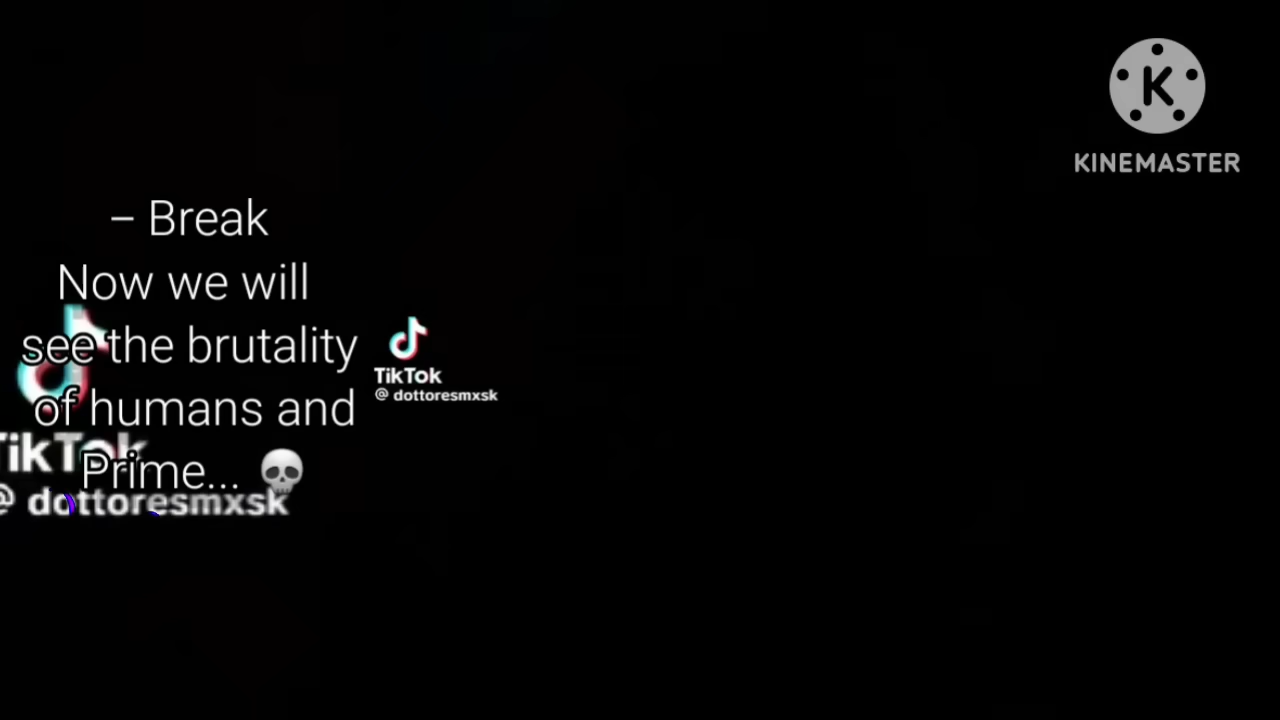 K
KINEMASTER
– Break
Now we will
see the brutality
of humans and
Prime... 💀
TikTok
@ dottoresmxsk
TikTok
@ dottoresmxsk